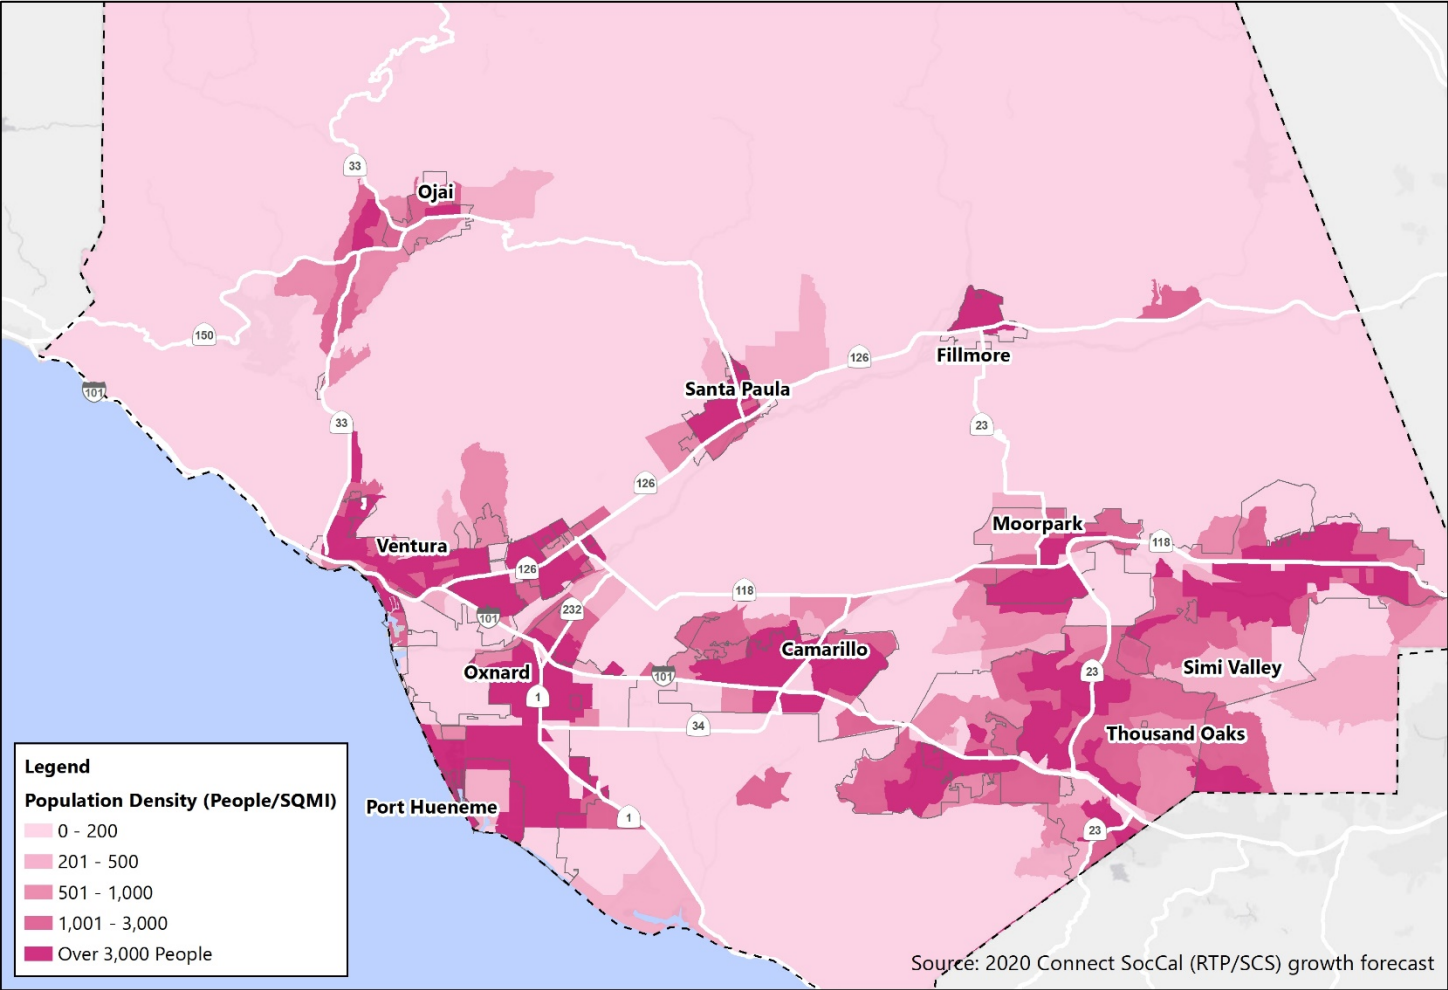 33
Ojai
150
126
Fillmore
Santa Paula
101
33
23
126
Moorpark
118
Ventura
126
118
232
101
Camarillo
Oxnard
101
Simi Valley
23
1
34
Thousand Oaks
Port Hueneme
1
23
Legend
Population Density (People/SQMI)
0 - 200
201 - 500
501 - 1,000
1,001 - 3,000
Over 3,000 People
Source: 2020 Connect SocCal (RTP/SCS) growth forecast